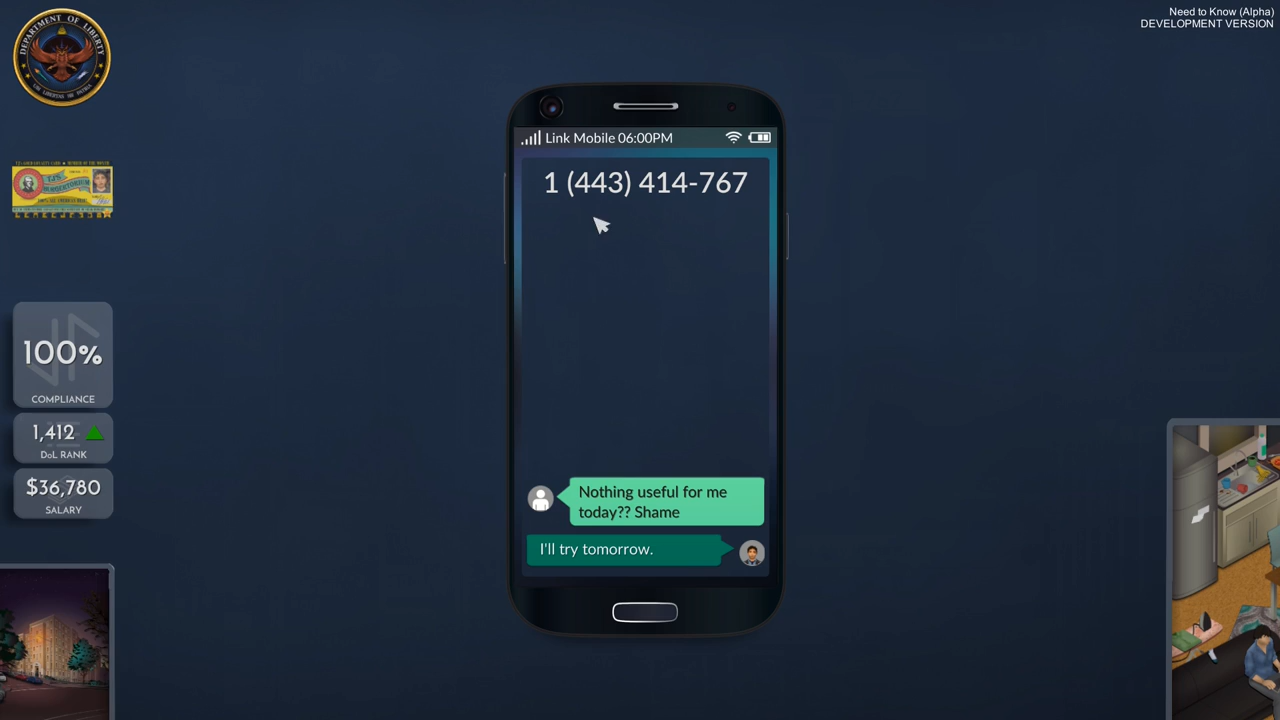 Need to Know (Alpha)
DEVELOPMENT VERSION
DEPARTMENT OF LIBERTY
Link Mobile 06:00PM
1 (443) 414-767
100%
COMPLIANCE
1,412
DoL RANK
$36,780
SALARY
Nothing useful for me
today?? Shame
I'll try tomorrow.